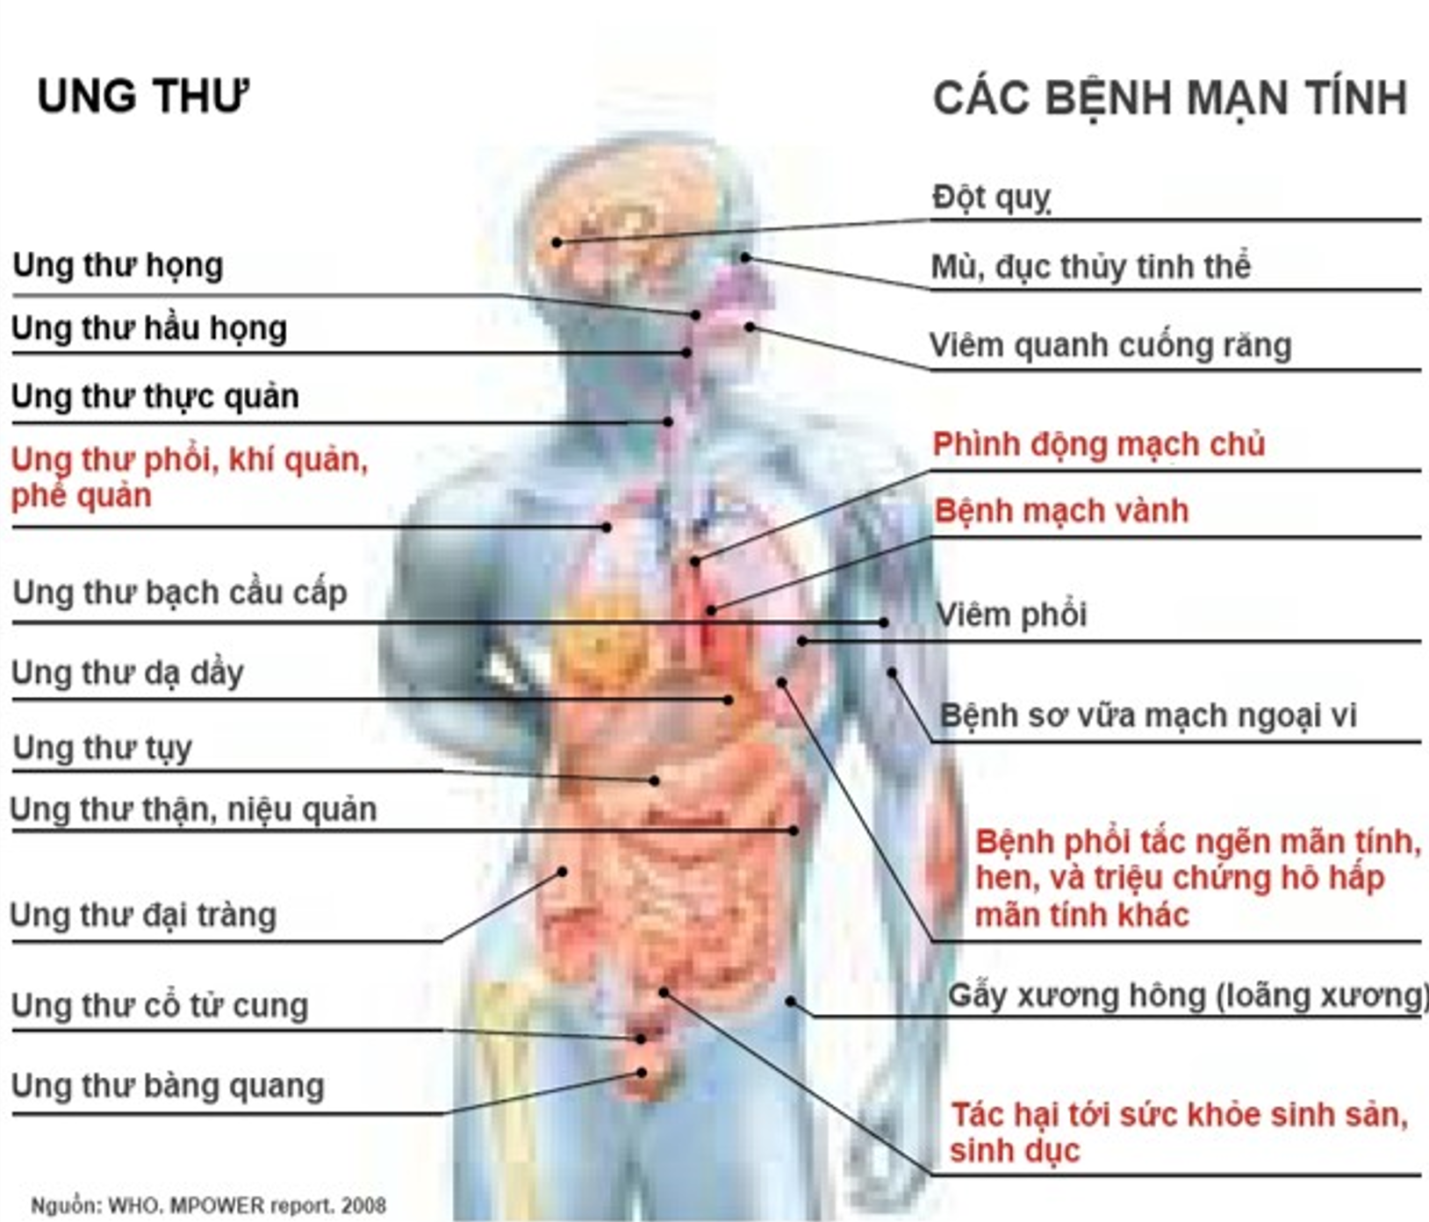 UNG THƯ
Ung thư họng
Ung thư hầu họng
Ung thư thực quản
Ung thư phổi, khí quản,
phế quản
Ung thư bạch cầu cấp
Ung thư dạ dầy
Ung thư tụy
Ung thư thận, niệu quản
Ung thư đại tràng
Ung thư cổ tử cung
Ung thư bàng quang
Nguồn: WHO. MPOWER report. 2008
CÁC BỆNH MẠN TÍNH
Đột quỵ
Mù, đục thủy tinh thể
Viêm quanh cuống răng
Phình động mạch chủ
Bệnh mạch vành
Viêm phổi
Bệnh sơ vữa mạch ngoại vi
Bệnh phổi tắc ngẽn mãn tính,
hen, và triệu chứng hô hấp
mãn tính khác
Gẫy xương hông (loãng xương)
Tác hại tới sức khỏe sinh sản,
sinh dục